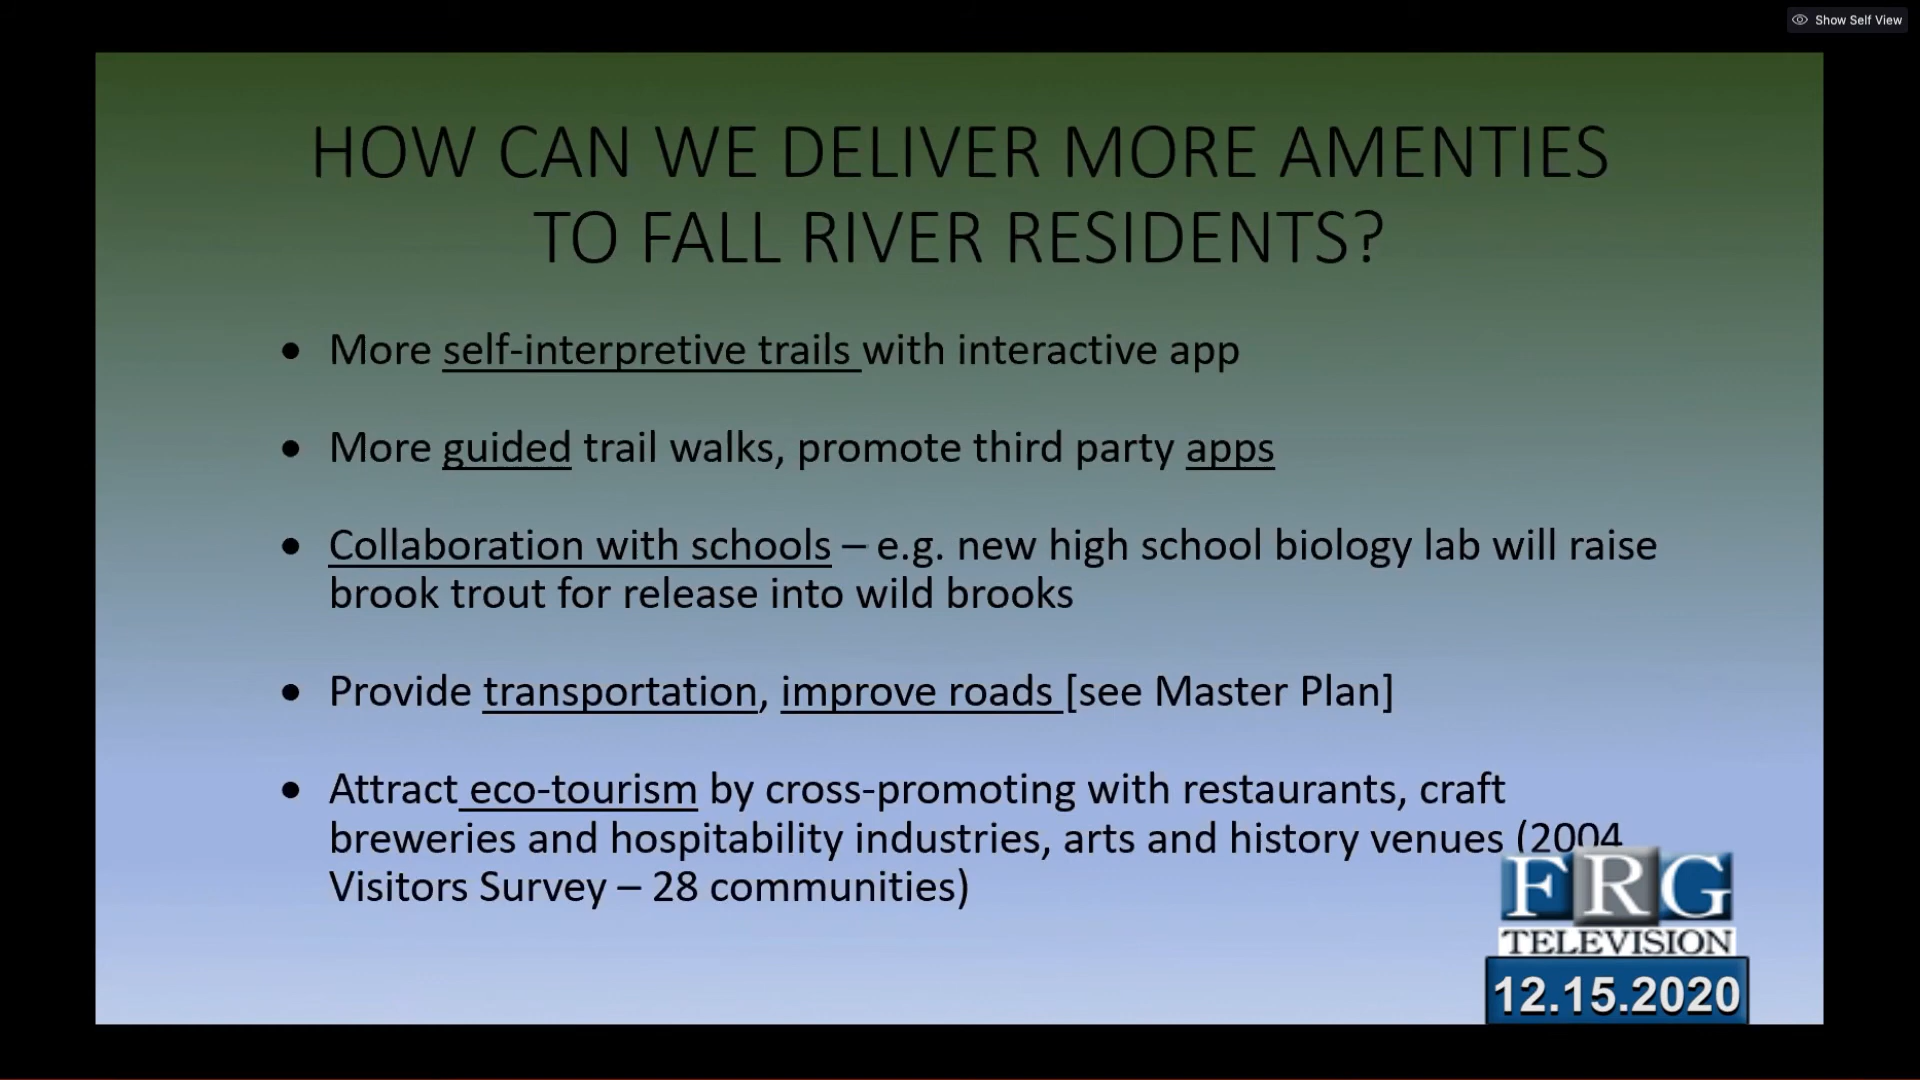 Show Self View
HOW CAN WE DELIVER MORE AMENTIES
TO FALL RIVER RESIDENTS?
• More self-interpretive trails with interactive app
• More guided trail walks, promote third party apps
• Collaboration with schools – e.g. new high school biology lab will raise
brook trout for release into wild brooks
• Provide transportation, improve roads [see Master Plan]
• Attract eco-tourism by cross-promoting with restaurants, craft
breweries and hospitability industries, arts and history venues (2004
Visitors Survey – 28 communities)
FRG
TELEVISION
12.15.2020